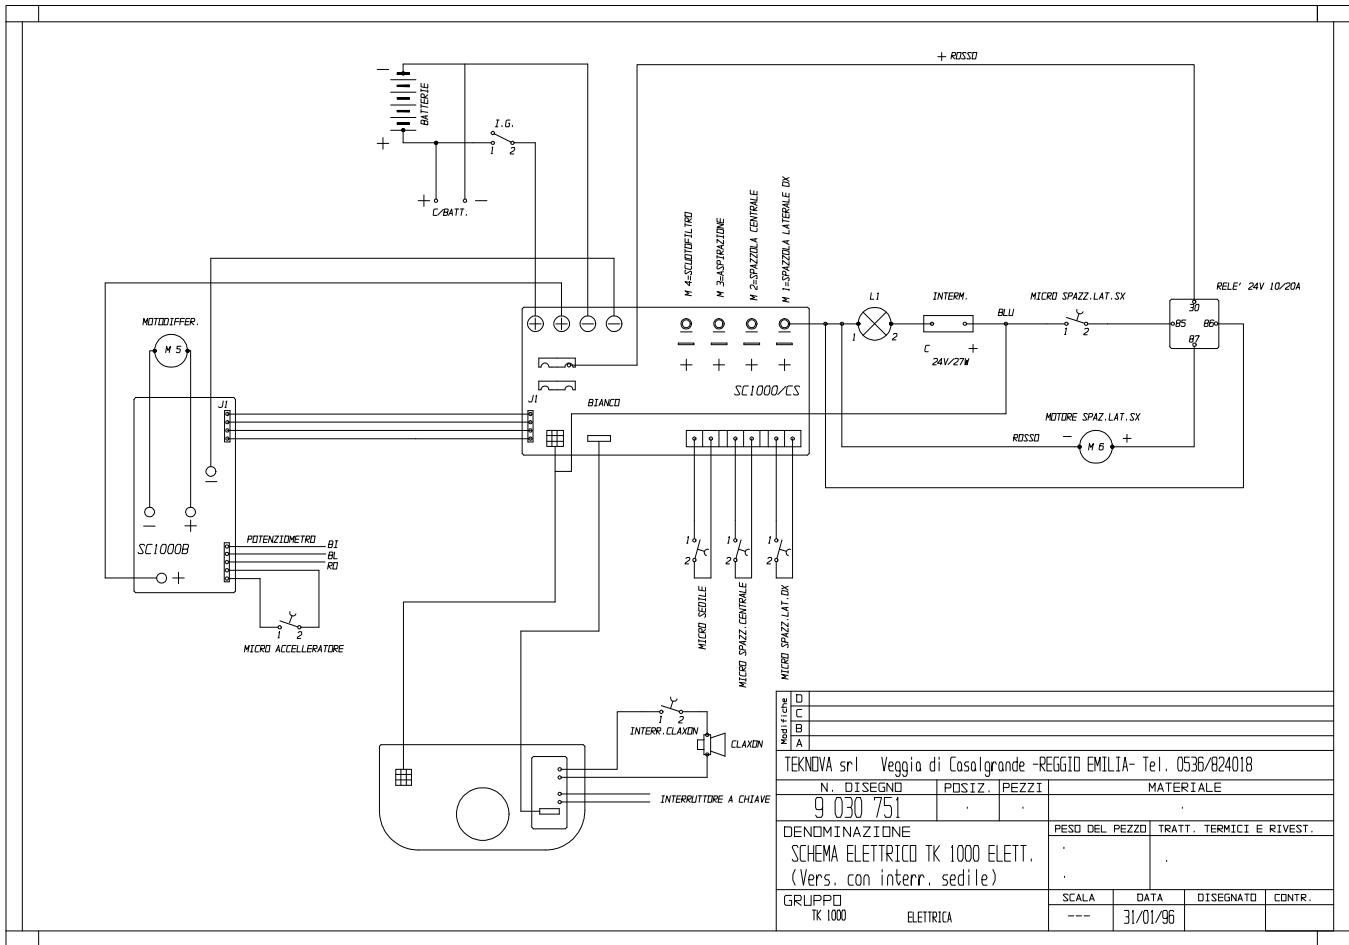 + ROSSO
−
BATTERIE
+
I.G.
1 2
+ C/BATT. −
M 4=SCUOTOFILTRO
M 3=ASPIRAZIONE
M 2=SPAZZOLA CENTRALE
M 1=SPAZZOLA LATERALE DX
L1
1 2
INTERM.
C +
24V/27W
BLU
MICRO SPAZZ.LAT.SX
1 2
RELE' 24V 10/20A
30
85 86
87
MOTODIFFER.
M 5
SC1000/CS
J1
BIANCO
J1
MOTORE SPAZ.LAT.SX
ROSSO − M 6 +
− +
SC1000B
+
POTENZIOMETRO BI
BL
RO
1 2
MICRO ACCELLERATORE
1
2
MICRO SEDILE
1
2
MICRO SPAZZ.CENTRALE
1
2
MICRO SPAZZ.LAT.DX
1 2
INTERR.CLAXON
CLAXON
INTERRUTTORE A CHIAVE
Modifiche
D
C
B
A
TEKNOVA srl Veggia di Casalgrande -REGGIO EMILIA- Tel. 0536/824018
N. DISEGNO POSIZ. PEZZI MATERIALE
9 030 751 . . .
DENOMINAZIONE PESO DEL PEZZO TRATT. TERMICI E RIVEST.
SCHEMA ELETTRICO TK 1000 ELETT.
(Vers. con interr. sedile)
GRUPPO SCALA DATA DISEGNATO CONTR.
TK 1000 ELETTRICA --- 31/01/96